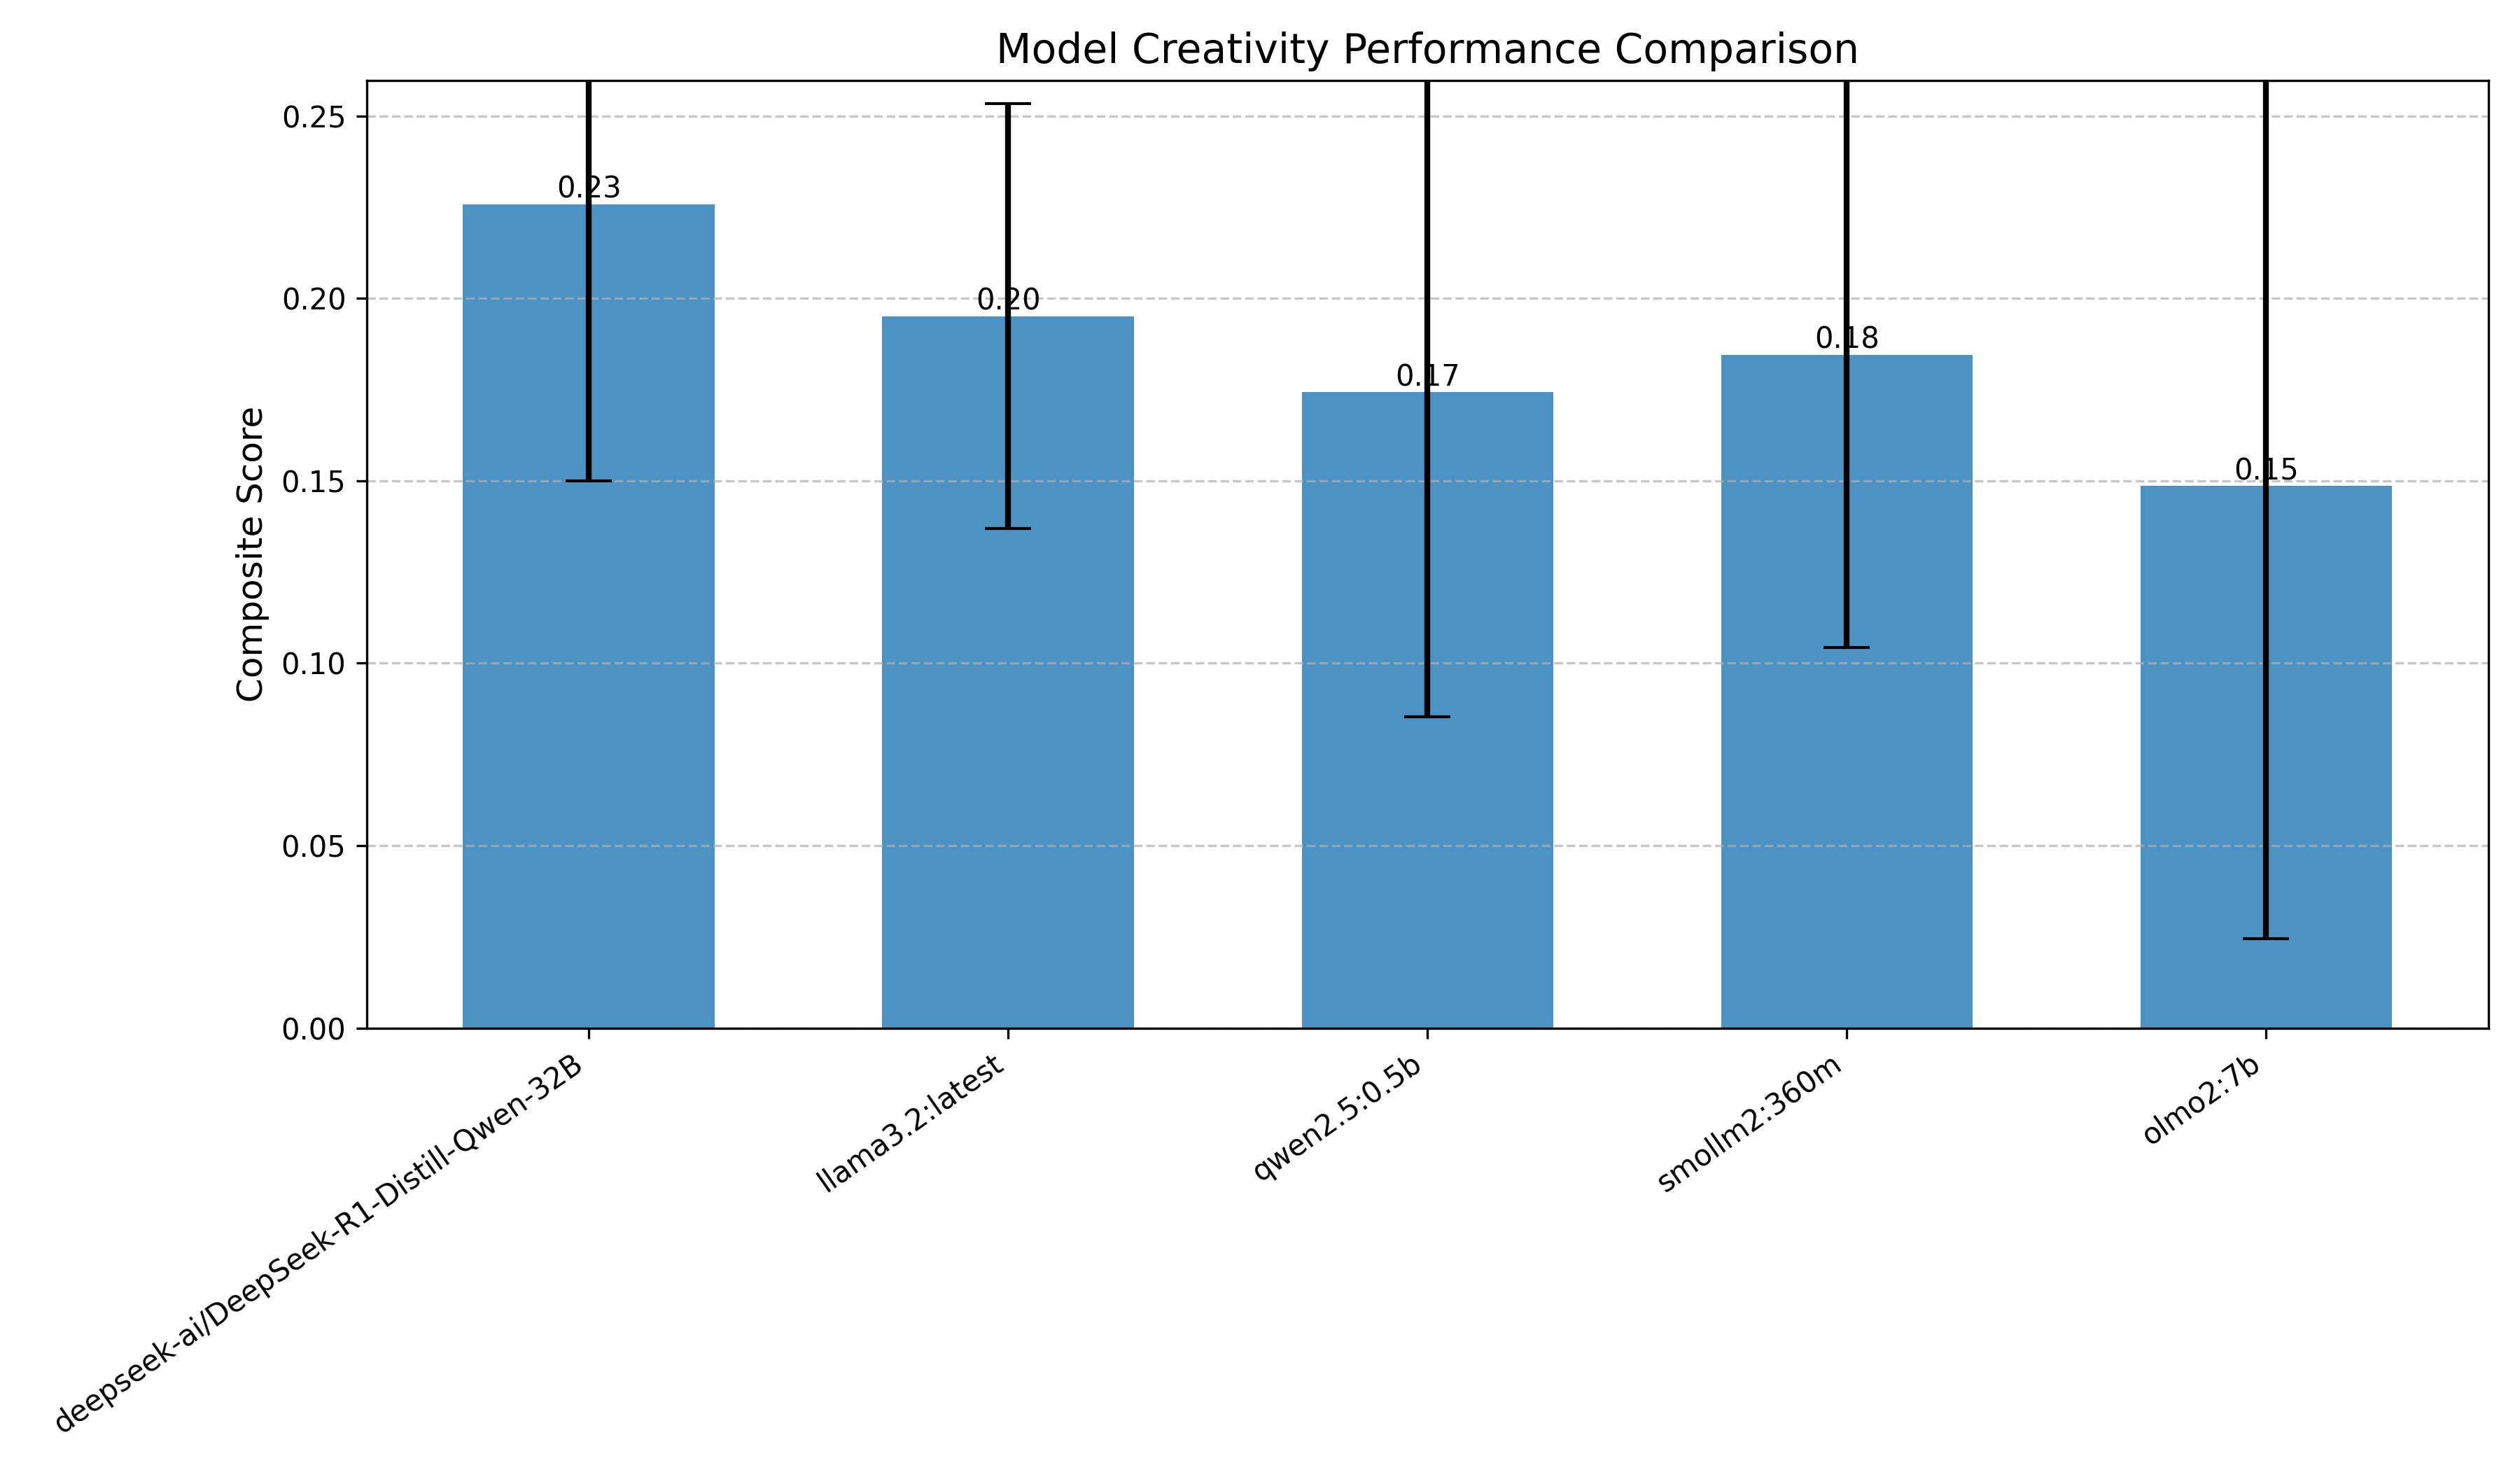 Model Creativity Performance Comparison
Composite Score
0.25
0.20
0.15
0.10
0.05
0.00
0.23
0.20
0.17
0.18
0.15
deepseek-ai/DeepSeek-R1-Distill-Qwen-32B
llama3.2:latest
qwen2.5:0.5b
smollm2:360m
olmo2:7b